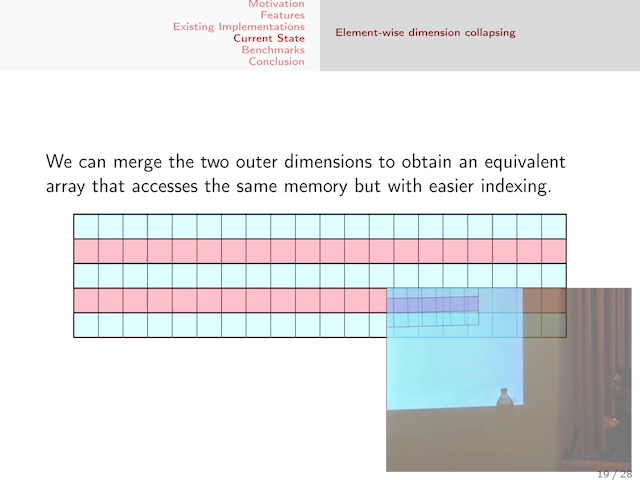 Motivation
Features
Existing Implementations
Current State
Benchmarks
Conclusion
Element-wise dimension collapsing
We can merge the two outer dimensions to obtain an equivalent
array that accesses the same memory but with easier indexing.
19 / 28